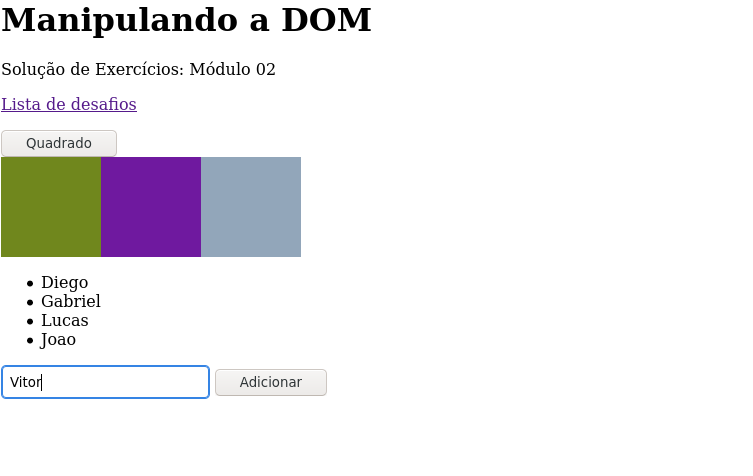 Manipulando a DOM
Solução de Exercícios: Módulo 02
Lista de desafios
Quadrado
Diego
Gabriel
Lucas
Joao
Vitor
Adicionar